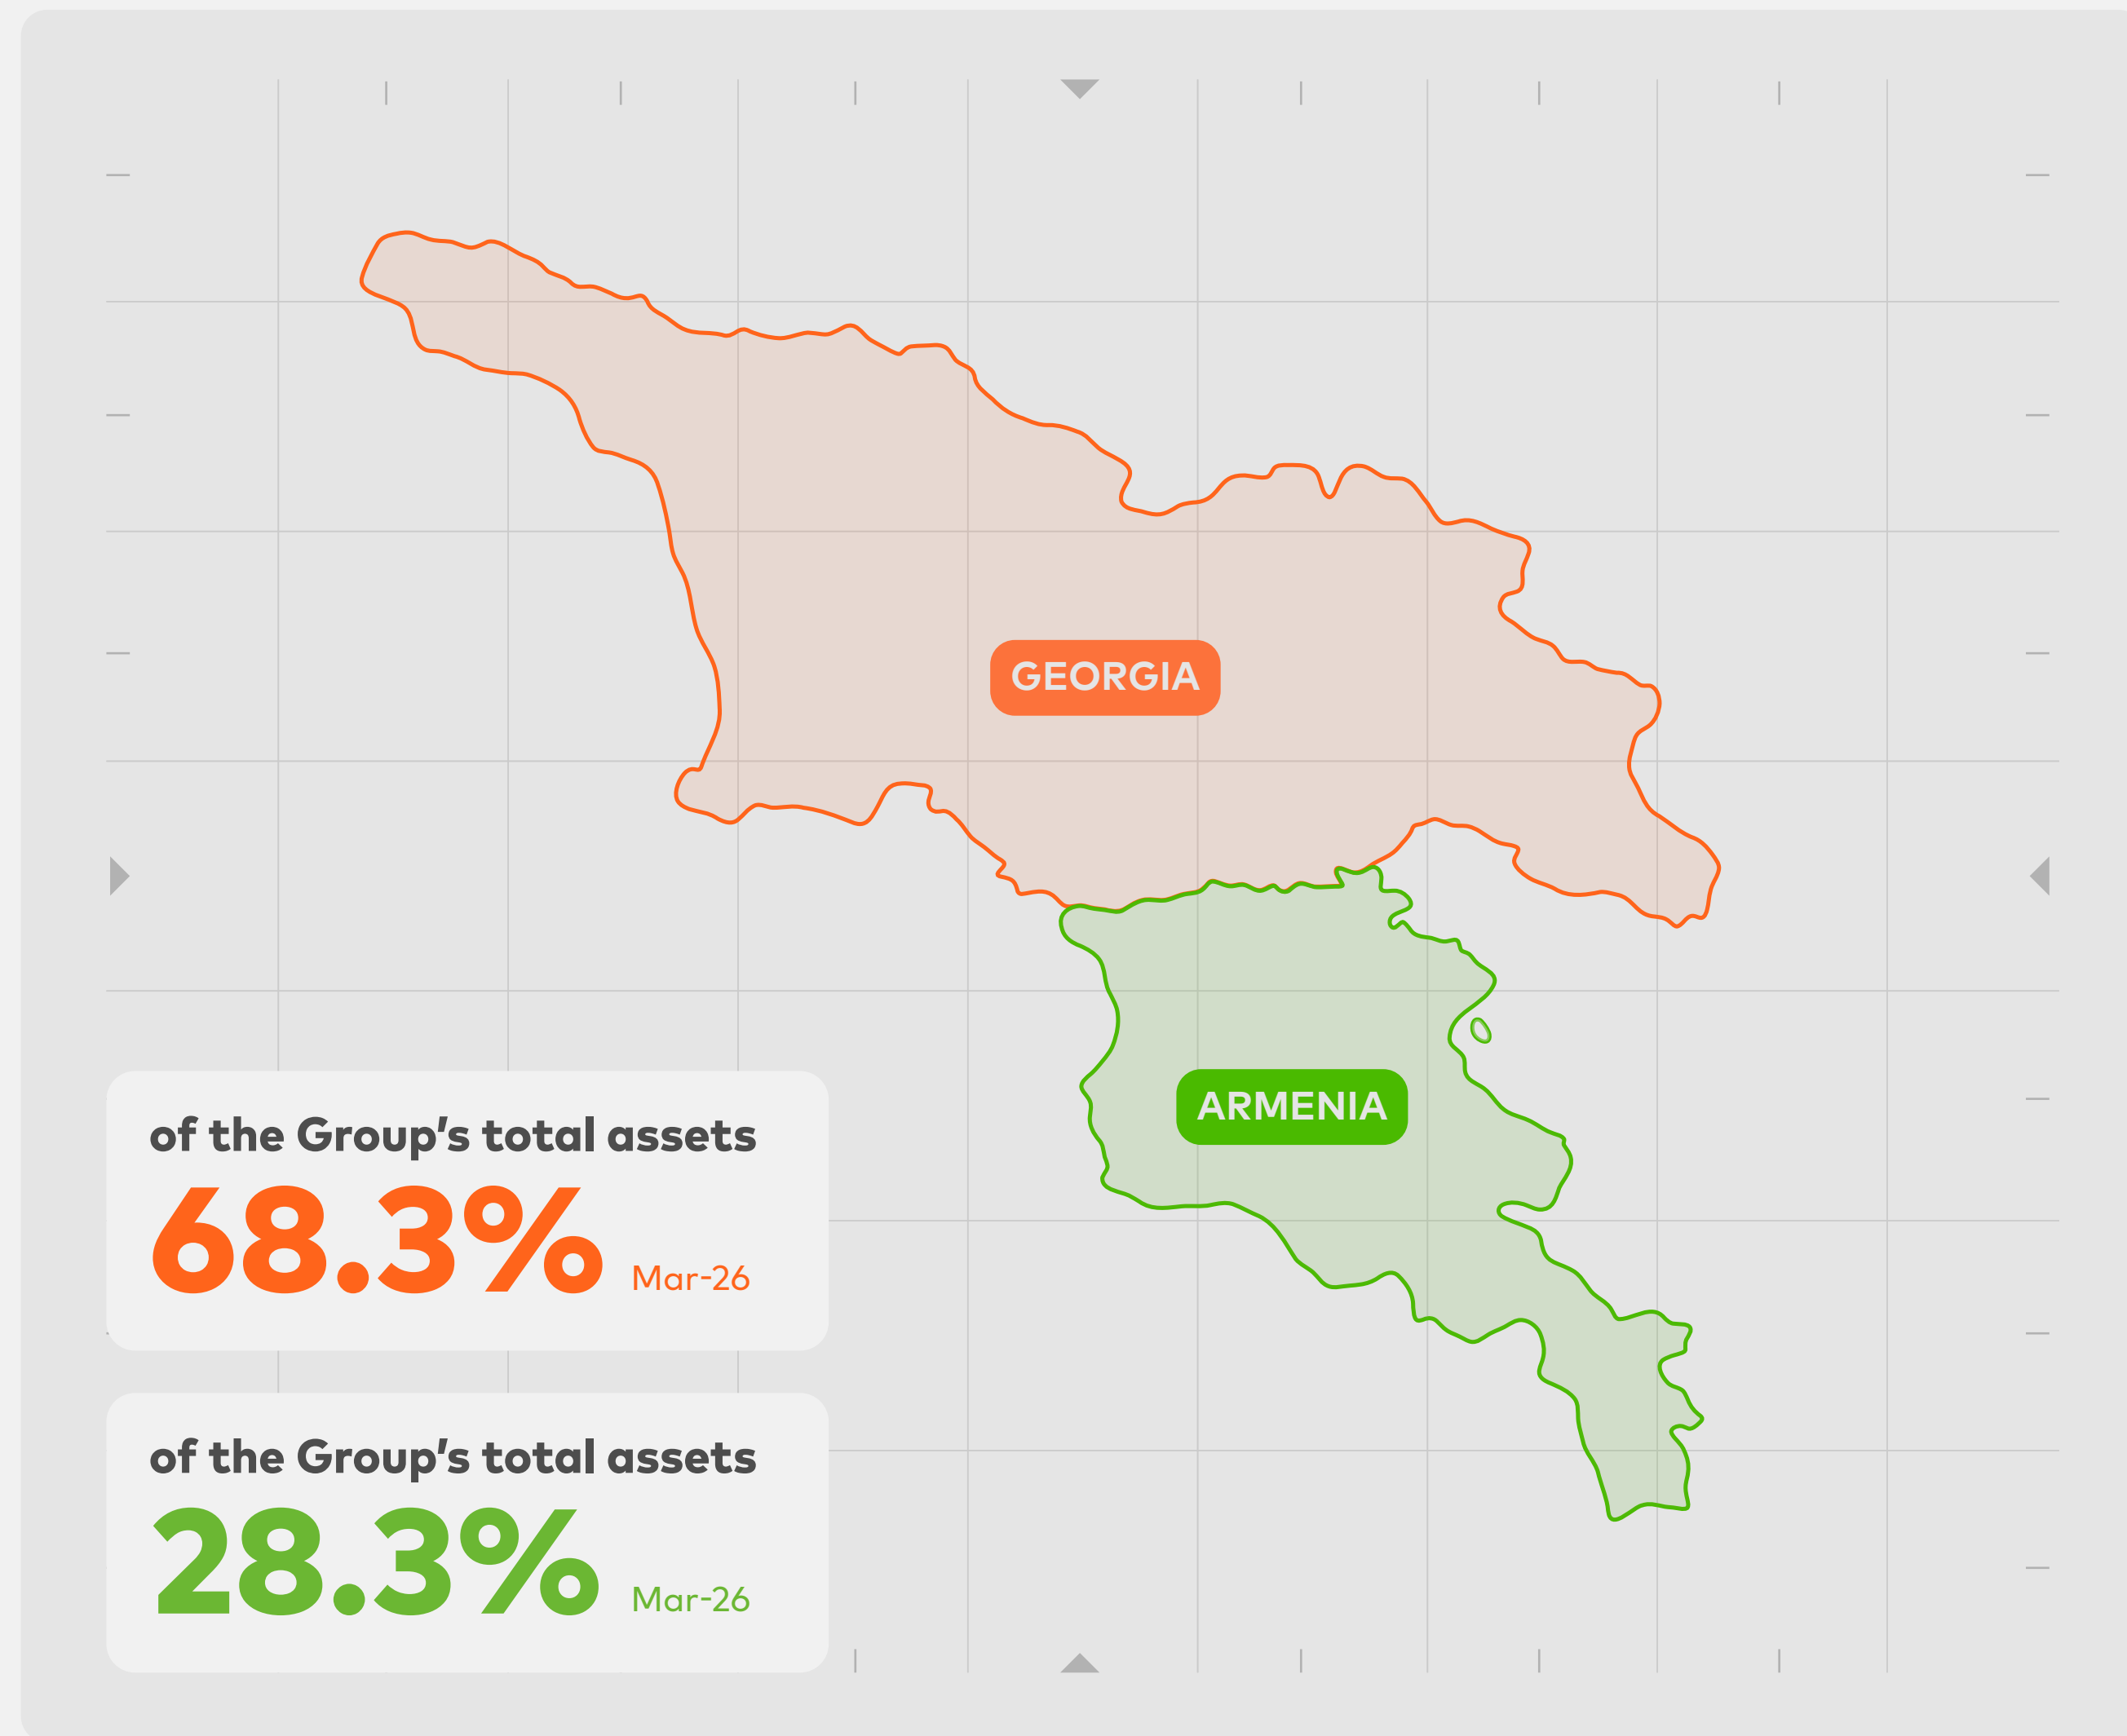 GEORGIA
ARMENIA
of the Group's total assets
68.3% Mar-26
of the Group's total assets
28.3% Mar-26